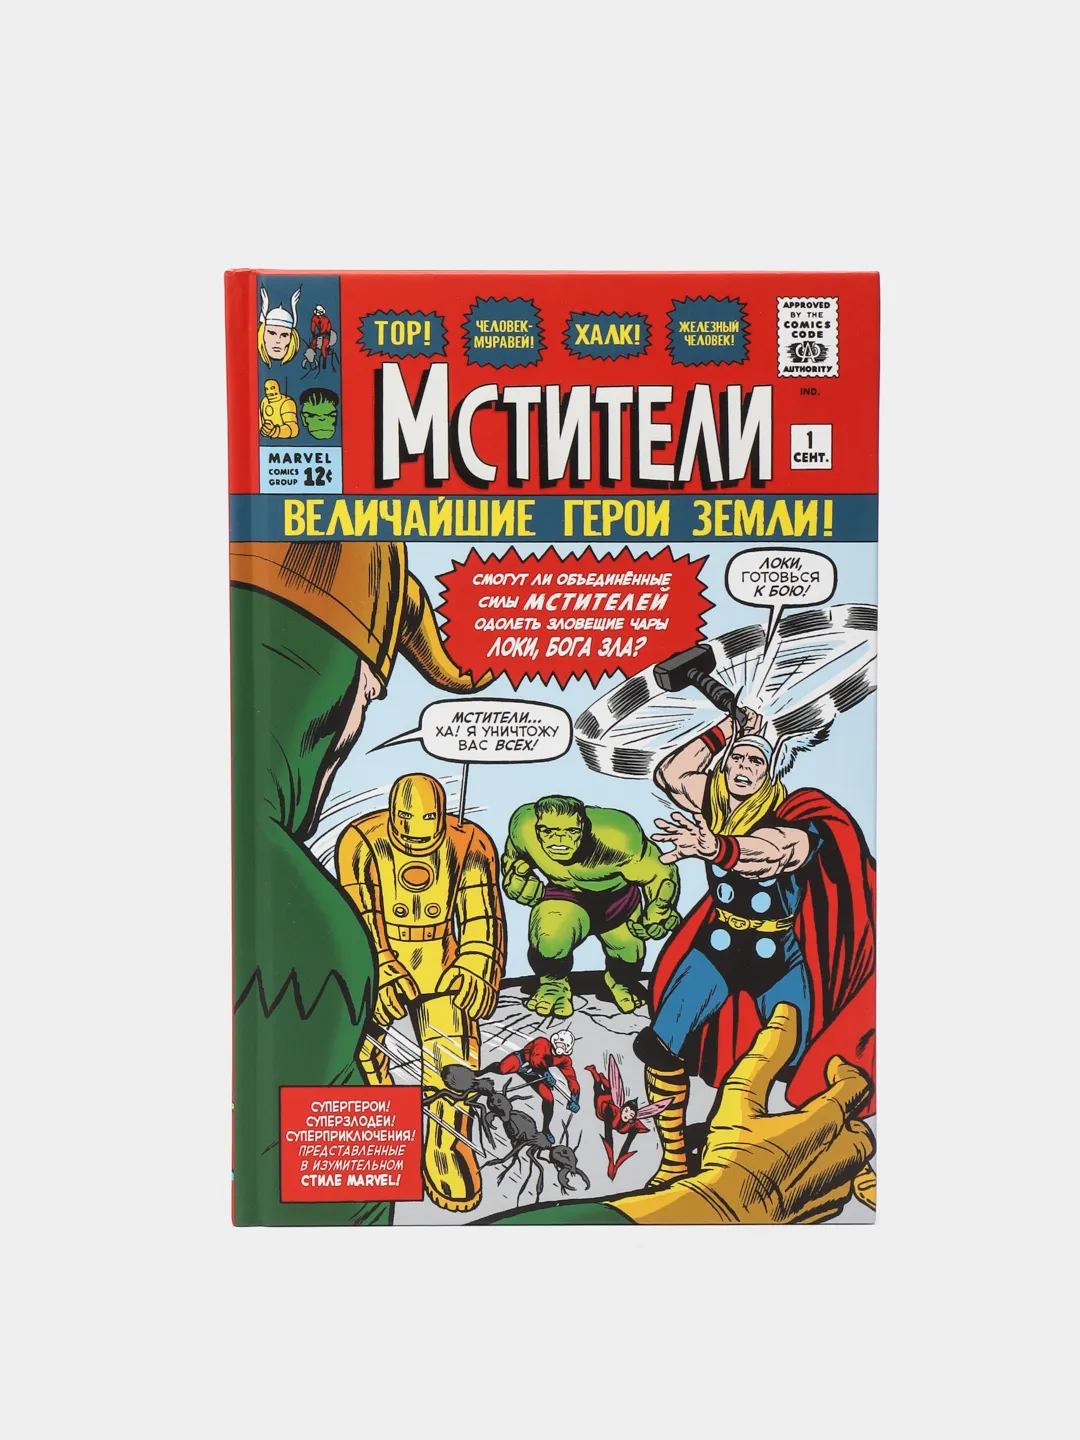 ТОР!
ЧЕЛОВЕК-
МУРАВЕЙ!
ХАЛК!
ЖЕЛЕЗНЫЙ
ЧЕЛОВЕК!
APPROVED
BY THE
COMICS
CODE
AUTHORITY
IND.
МСТИТЕЛИ
1
СЕНТ.
MARVEL
COMICS
GROUP 12¢
ВЕЛИЧАЙШИЕ ГЕРОИ ЗЕМЛИ!
СМОГУТ ЛИ ОБЪЕДИНЁННЫЕ
СИЛЫ МСТИТЕЛЕЙ
ОДОЛЕТЬ ЗЛОВЕЩИЕ ЧАРЫ
ЛОКИ, БОГА ЗЛА?
ЛОКИ,
ГОТОВЬСЯ
К БОЮ!
МСТИТЕЛИ...
ХА! Я УНИЧТОЖУ
ВАС ВСЕХ!
СУПЕРГЕРОИ!
СУПЕРЗЛОДЕИ!
СУПЕРПРИКЛЮЧЕНИЯ!
ПРЕДСТАВЛЕННЫЕ
В ИЗУМИТЕЛЬНОМ
СТИЛЕ MARVEL!